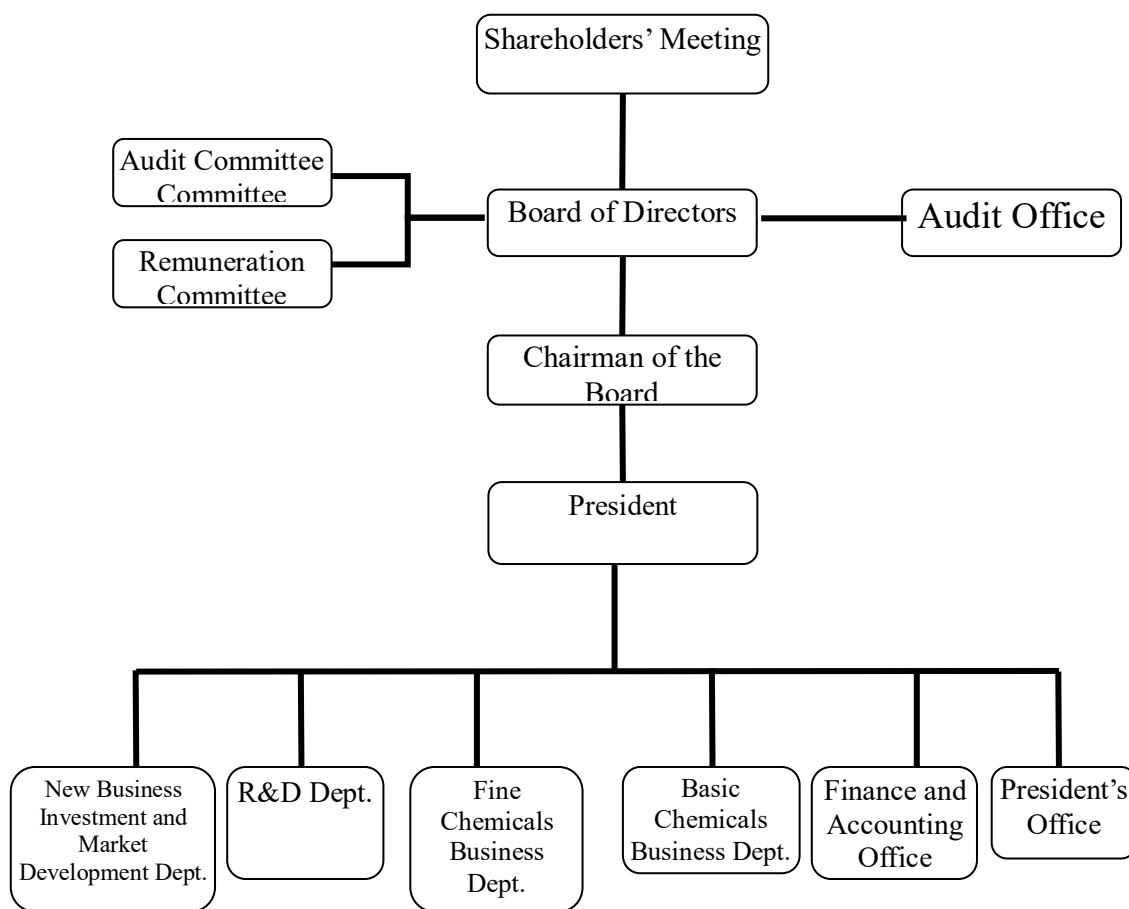 Shareholders’ Meeting
Audit Committee
Committee
Board of Directors
Audit Office
Remuneration
Committee
Chairman of the
Board
President
New Business
Investment and
Market
Development Dept.
R&D Dept.
Fine
Chemicals
Business
Dept.
Basic
Chemicals
Business Dept.
Finance and
Accounting
Office
President’s
Office